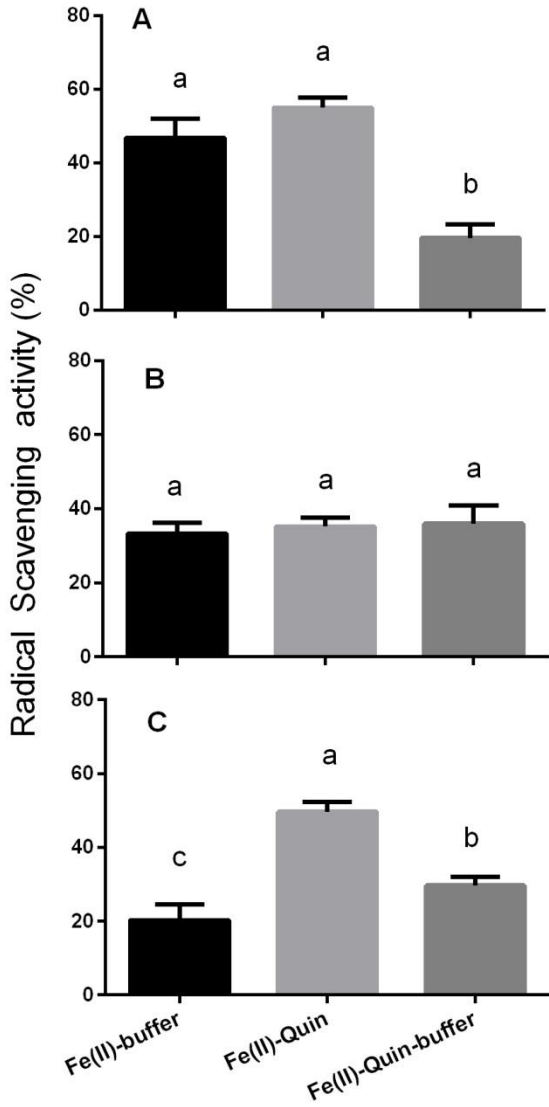 Radical Scavenging activity (%)
A
80
60
40
20
0
a
a
b
B
80
60
40
20
0
a
a
a
C
80
60
40
20
0
c
a
b
Fe(II)-buffer
Fe(II)-Quin
Fe(II)-Quin-buffer